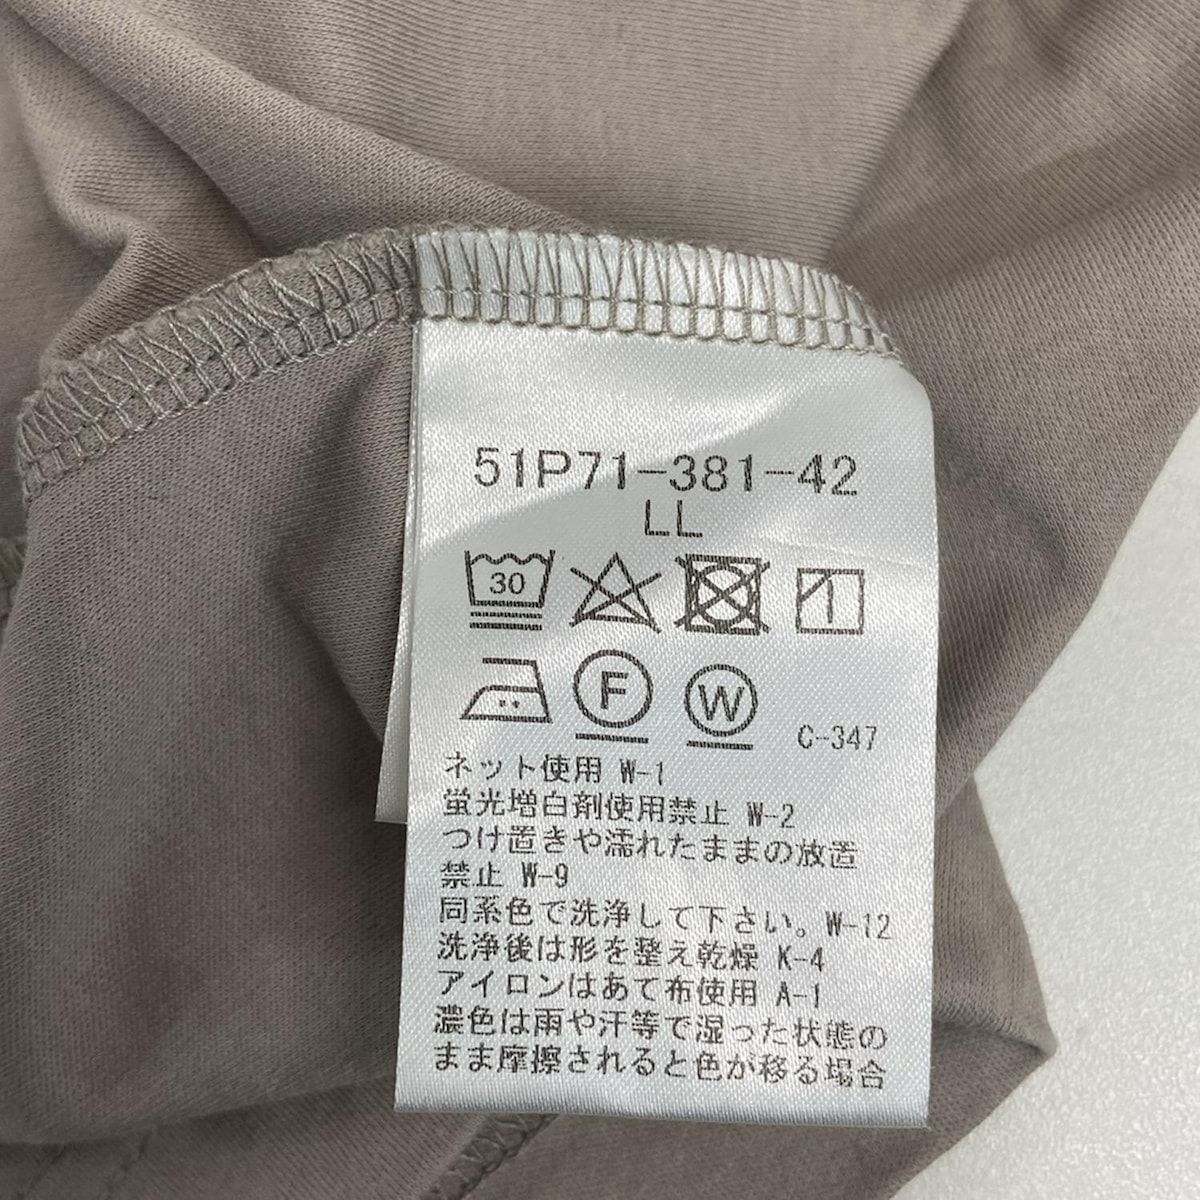 51P71-381-42
LL
30
F
W
C-347
ネット使用 W-1
蛍光増白剤使用禁止 W-2
つけ置きや濡れたままの放置
禁止 W-9
同系色で洗浄して下さい。W-12
洗浄後は形を整え乾燥 K-4
アイロンはあて布使用 A-1
濃色は雨や汗等で湿った状態の
まま摩擦されると色が移る場合